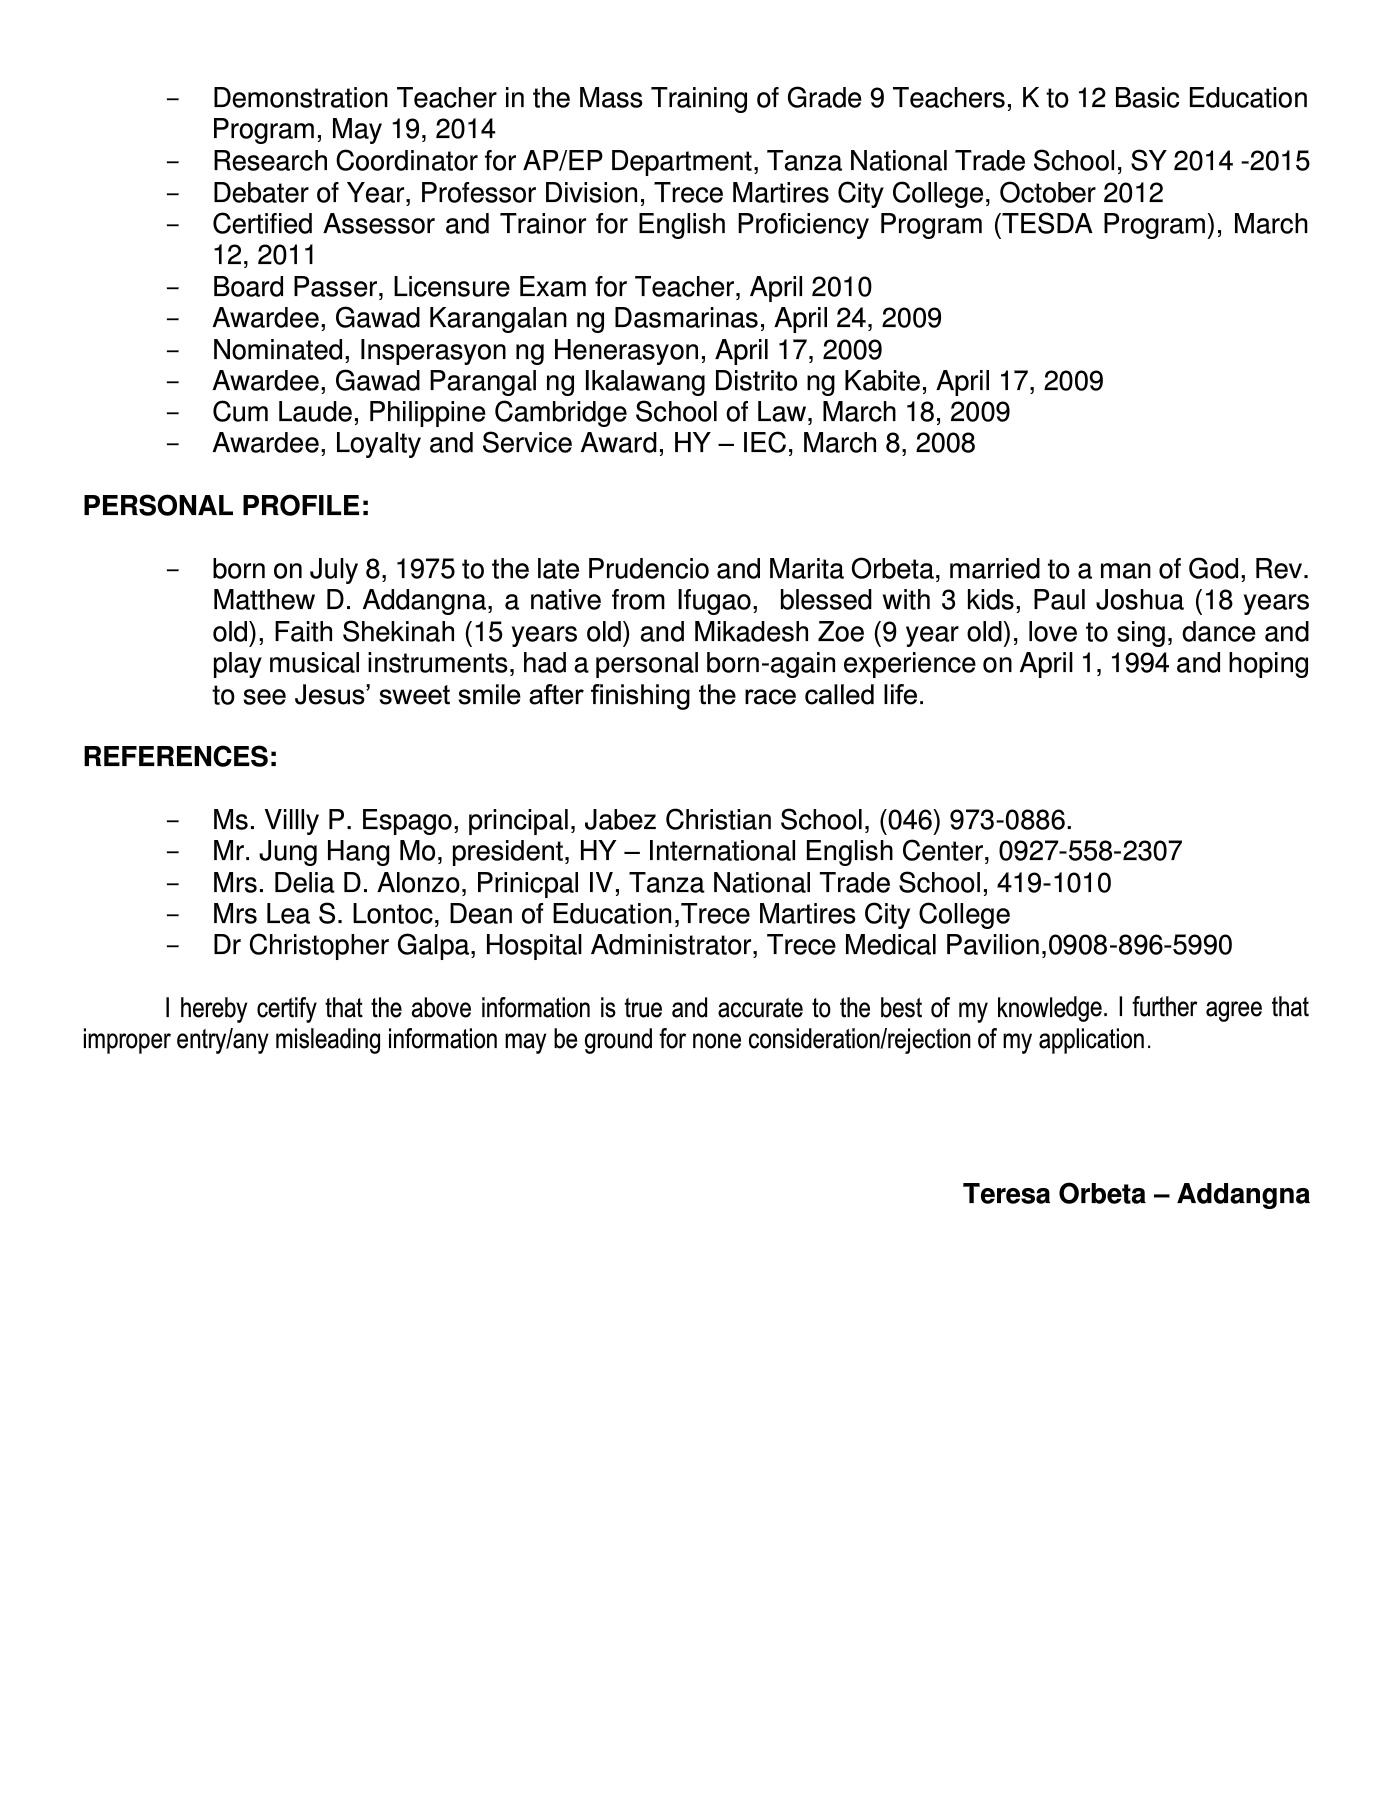 - Demonstration Teacher in the Mass Training of Grade 9 Teachers, K to 12 Basic Education
Program, May 19, 2014
- Research Coordinator for AP/EP Department, Tanza National Trade School, SY 2014 -2015
- Debater of Year, Professor Division, Trece Martires City College, October 2012
- Certified Assessor and Trainor for English Proficiency Program (TESDA Program), March
12, 2011
- Board Passer, Licensure Exam for Teacher, April 2010
- Awardee, Gawad Karangalan ng Dasmarinas, April 24, 2009
- Nominated, Insperasyon ng Henerasyon, April 17, 2009
- Awardee, Gawad Parangal ng Ikalawang Distrito ng Kabite, April 17, 2009
- Cum Laude, Philippine Cambridge School of Law, March 18, 2009
- Awardee, Loyalty and Service Award, HY – IEC, March 8, 2008
PERSONAL PROFILE:
- born on July 8, 1975 to the late Prudencio and Marita Orbeta, married to a man of God, Rev.
Matthew D. Addangna, a native from Ifugao,  blessed with 3 kids, Paul Joshua (18 years
old), Faith Shekinah (15 years old) and Mikadesh Zoe (9 year old), love to sing, dance and
play musical instruments, had a personal born-again experience on April 1, 1994 and hoping
to see Jesus’ sweet smile after finishing the race called life.
REFERENCES:
- Ms. Villly P. Espago, principal, Jabez Christian School, (046) 973-0886.
- Mr. Jung Hang Mo, president, HY – International English Center, 0927-558-2307
- Mrs. Delia D. Alonzo, Prinicpal IV, Tanza National Trade School, 419-1010
- Mrs Lea S. Lontoc, Dean of Education,Trece Martires City College
- Dr Christopher Galpa, Hospital Administrator, Trece Medical Pavilion,0908-896-5990
I hereby certify that the above information is true and accurate to the best of my knowledge. I further agree that
improper entry/any misleading information may be ground for none consideration/rejection of my application.
Teresa Orbeta – Addangna